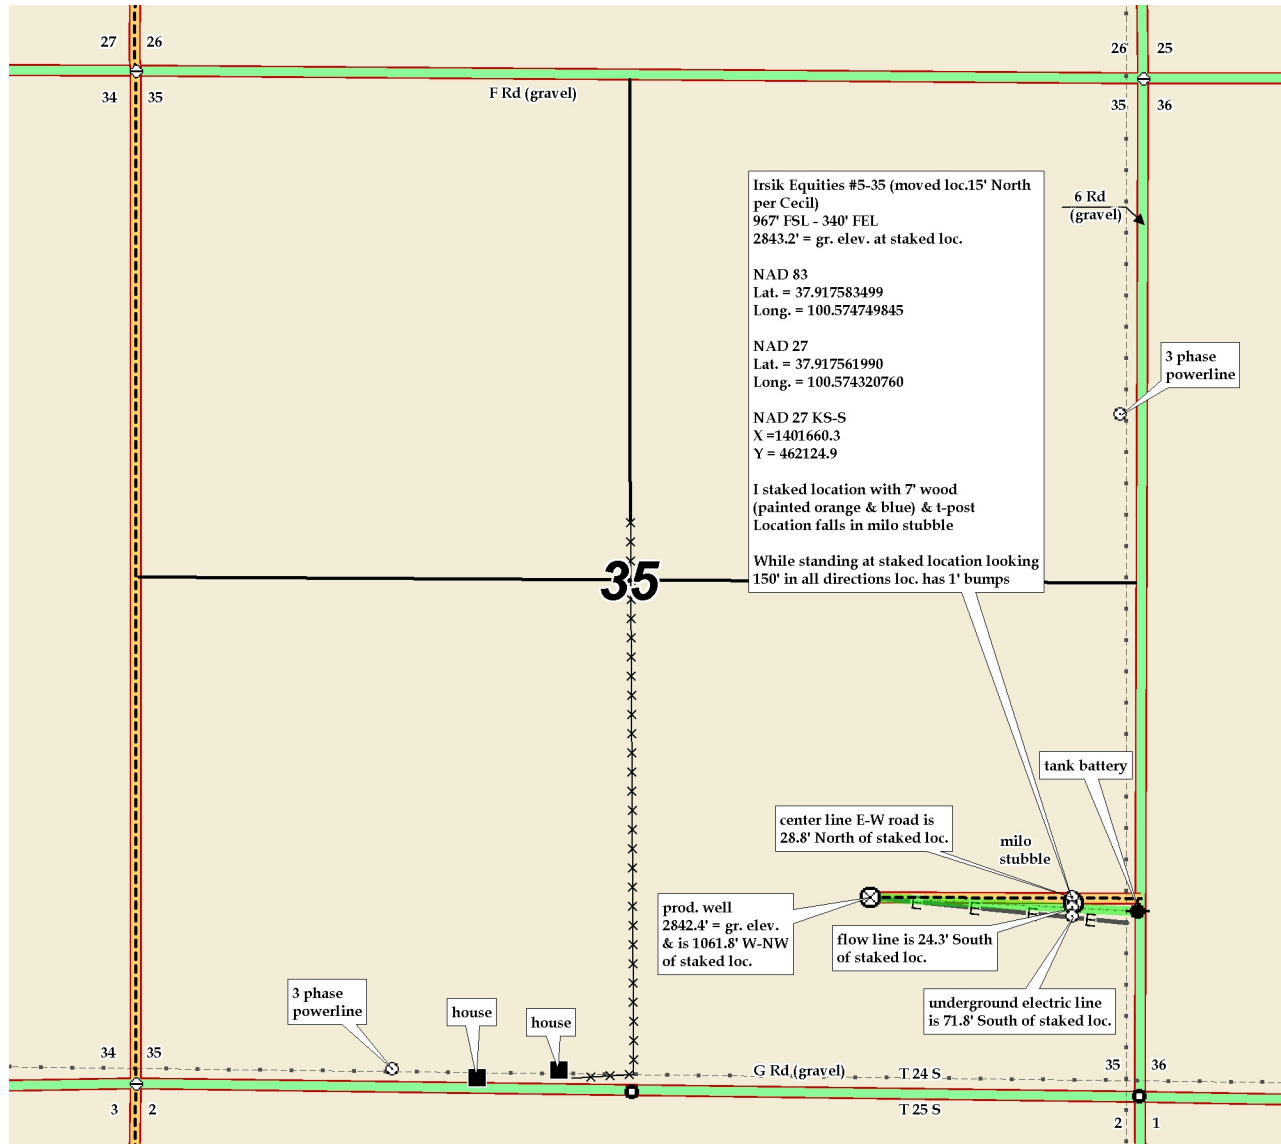 27 26
26 25
34 35
F Rd (gravel)
35 36
Irsik Equities #5-35 (moved loc.15' North
per Cecil)
967' FSL - 340' FEL
2843.2' = gr. elev. at staked loc.
NAD 83
Lat. = 37.917583499
Long. = 100.574749845
NAD 27
Lat. = 37.917561990
Long. = 100.574320760
NAD 27 KS-S
X =1401660.3
Y = 462124.9
I staked location with 7' wood
(painted orange & blue) & t-post
Location falls in milo stubble
While standing at staked location looking
150' in all directions loc. has 1' bumps
6 Rd
(gravel)
3 phase
powerline
35
tank battery
center line E-W road is
28.8' North of staked loc.
milo
stubble
prod. well
2842.4' = gr. elev.
& is 1061.8' W-NW
of staked loc.
E E E E
flow line is 24.3' South
of staked loc.
underground electric line
is 71.8' South of staked loc.
3 phase
powerline
house
house
34 35
G Rd (gravel)
T 24 S
35 36
3 2
T 25 S
2 1